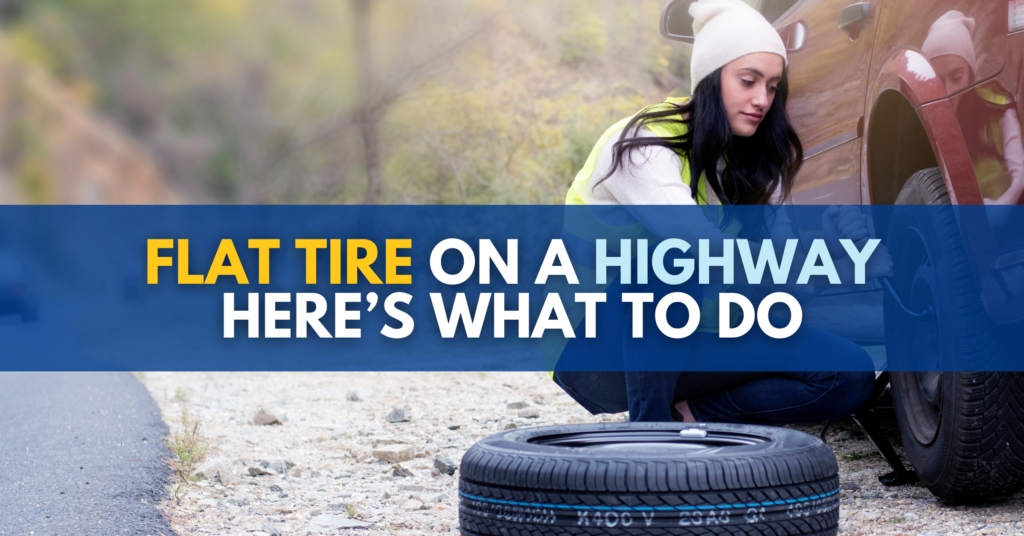 FLAT TIRE ON A HIGHWAY
HERE’S WHAT TO DO